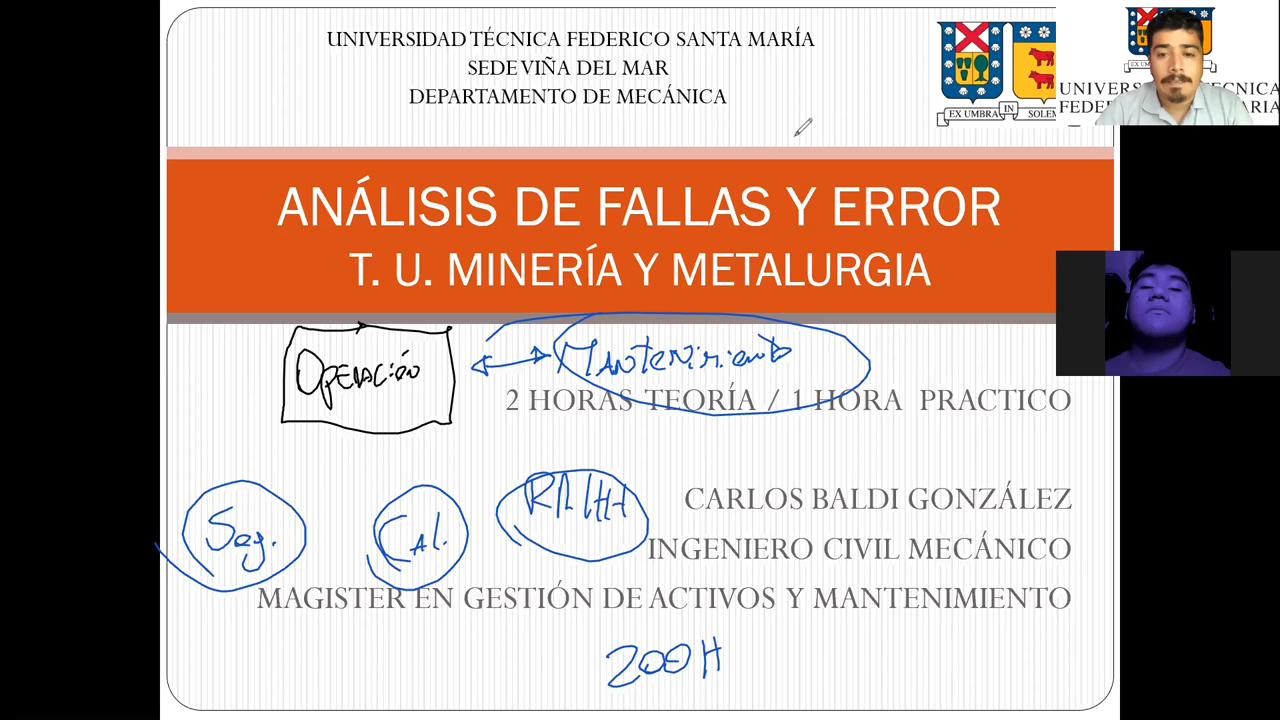 UNIVERSIDAD TÉCNICA FEDERICO SANTA MARÍA
SEDE VIÑA DEL MAR
DEPARTAMENTO DE MECÁNICA
EX UMBRA IN SOLEM
ANÁLISIS DE FALLAS Y ERROR
T. U. MINERÍA Y METALURGIA
Operación
Mantenimiento
2 HORAS TEORÍA / 1 HORA PRACTICO
Seg.
Cal.
RRHH
CARLOS BALDI GONZÁLEZ
INGENIERO CIVIL MECÁNICO
MAGISTER EN GESTIÓN DE ACTIVOS Y MANTENIMIENTO
200H